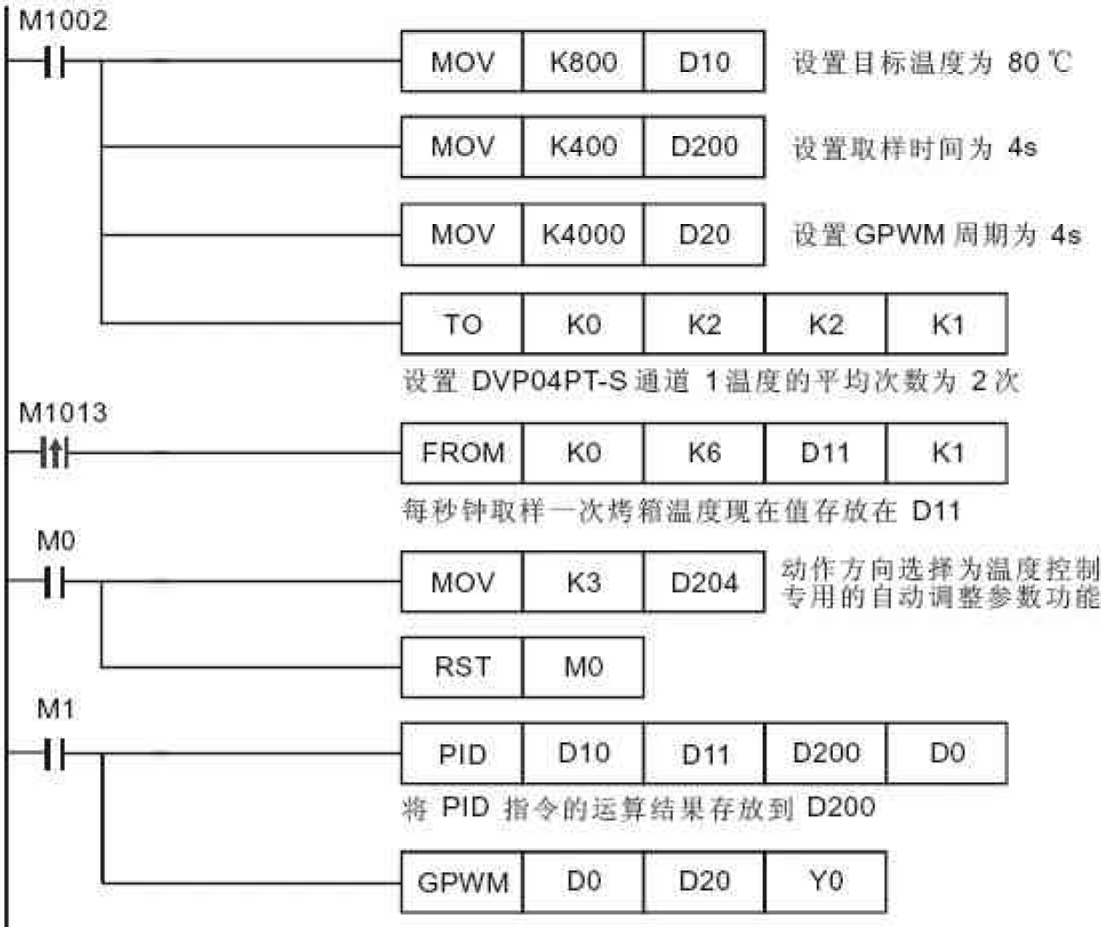 M1002
MOV K800 D10 设置目标温度为 80℃
MOV K400 D200 设置取样时间为 4s
MOV K4000 D20 设置GPWM周期为 4s
TO K0 K2 K2 K1
设置 DVP04PT-S通道 1温度的平均次数为 2次
M1013
FROM K0 K6 D11 K1
每秒钟取样一次烤箱温度现在值存放在 D11
M0
MOV K3 D204 动作方向选择为温度控制
专用的自动调整参数功能
RST M0
M1
PID D10 D11 D200 D0
将 PID 指令的运算结果存放到 D200
GPWM D0 D20 Y0